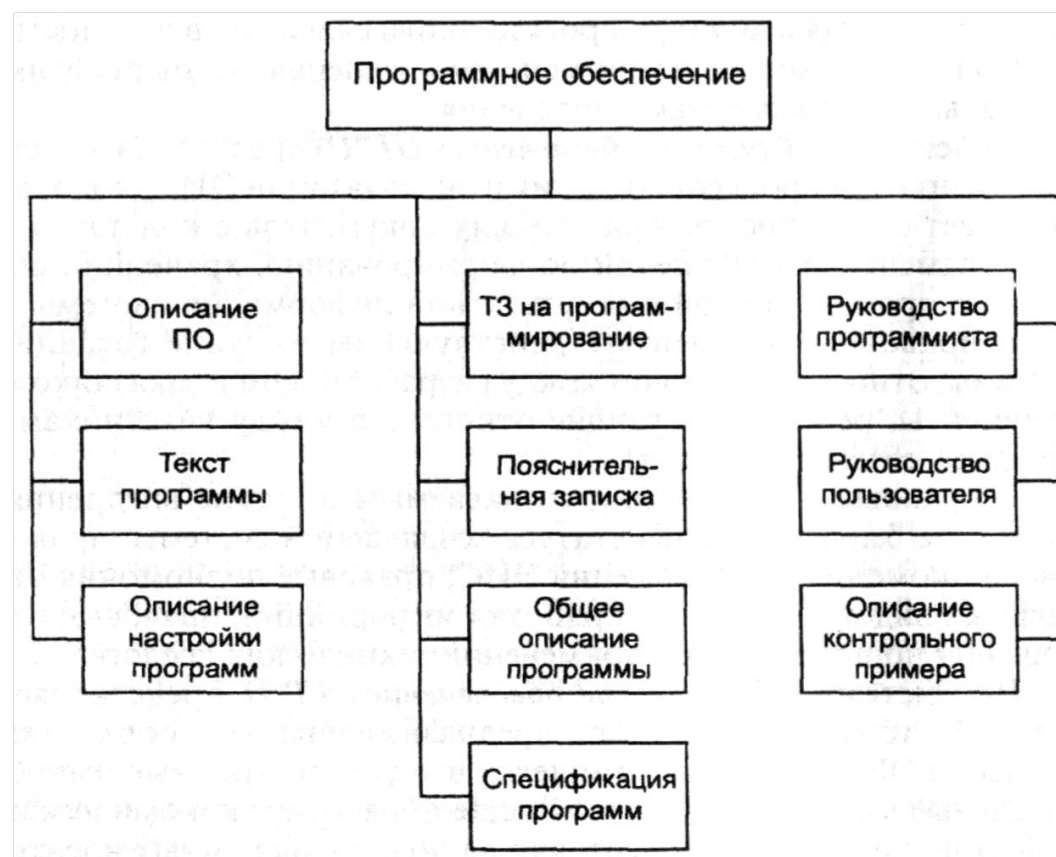 Программное обеспечение
Описание
ПО
ТЗ на програм-
мирование
Руководство
программиста
Текст
программы
Пояснитель-
ная записка
Руководство
пользователя
Описание
настройки
программ
Общее
описание
программы
Описание
контрольного
примера
Спецификация
программ